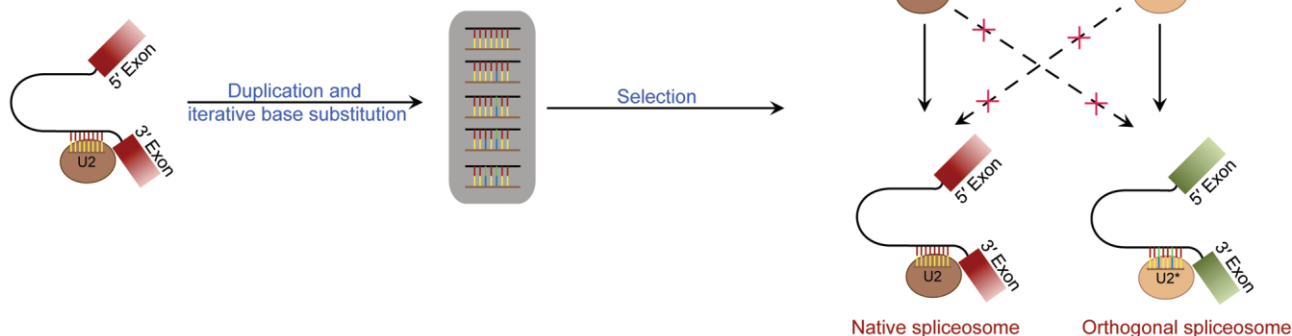 5' Exon
U2
3' Exon
Duplication and
iterative base substitution
Selection
5' Exon
U2
3' Exon
Native spliceosome
5' Exon
U2*
3' Exon
Orthogonal spliceosome